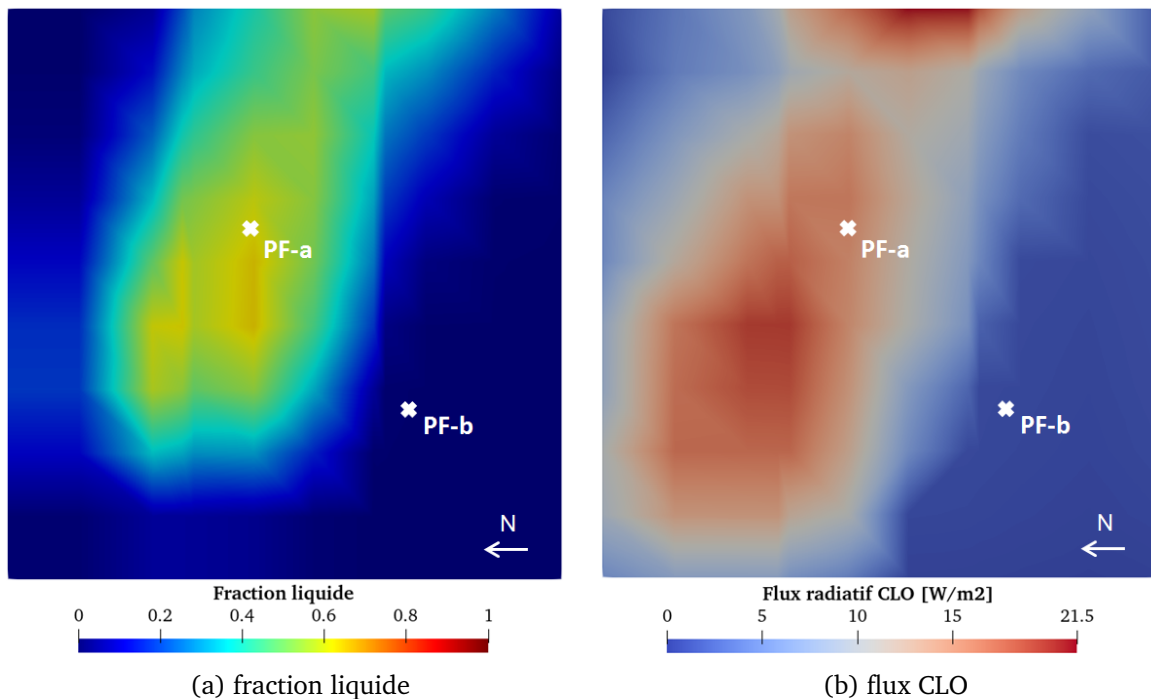 PF-a
PF-b
N
Fraction liquide
0 0.2 0.4 0.6 0.8 1
(a) fraction liquide
PF-a
PF-b
N
Flux radiatif CLO [W/m2]
0 5 10 15 21.5
(b) flux CLO